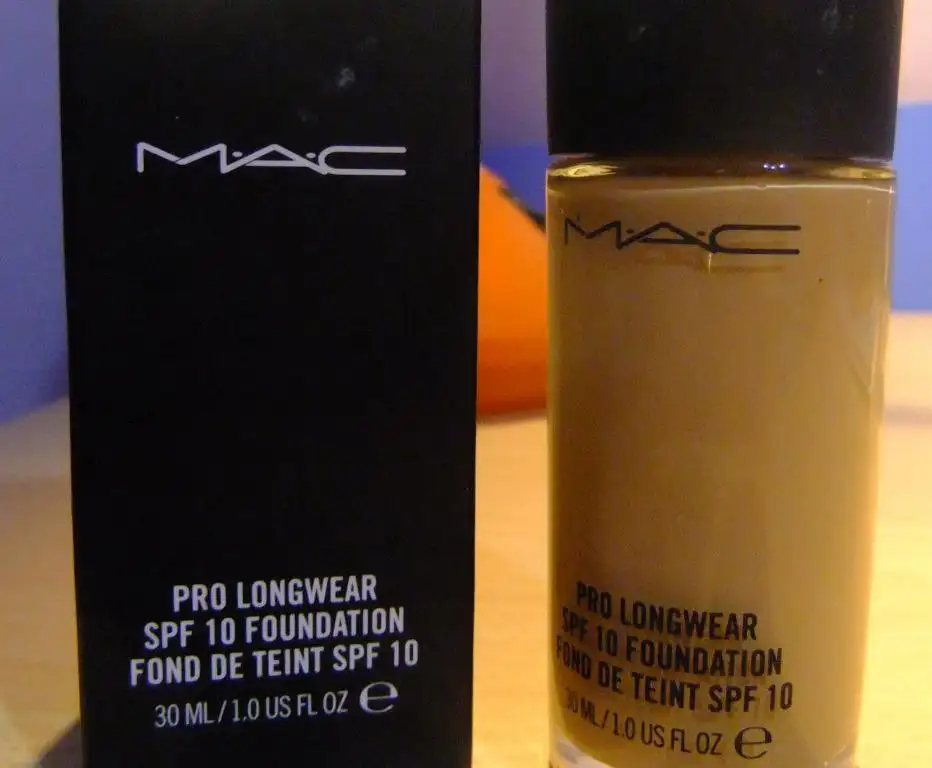 M·A·C
PRO LONGWEAR
SPF 10 FOUNDATION
FOND DE TEINT SPF 10
30 ML / 1.0 US FL OZ ℮
M·A·C
PRO LONGWEAR
SPF 10 FOUNDATION
FOND DE TEINT SPF 10
30 ML / 1.0 US FL OZ ℮